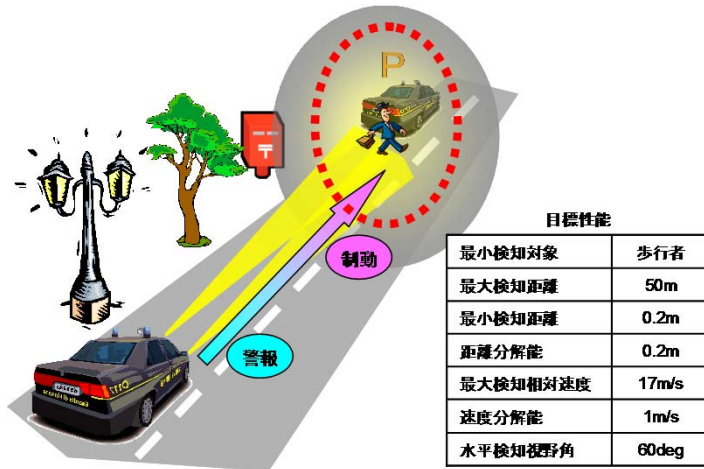 P
〒
制動
警報
目標性能
最小検知対象 歩行者
最大検知距離 50m
最小検知距離 0.2m
距離分解能 0.2m
最大検知相対速度 17m/s
速度分解能 1m/s
水平検知視野角 60deg